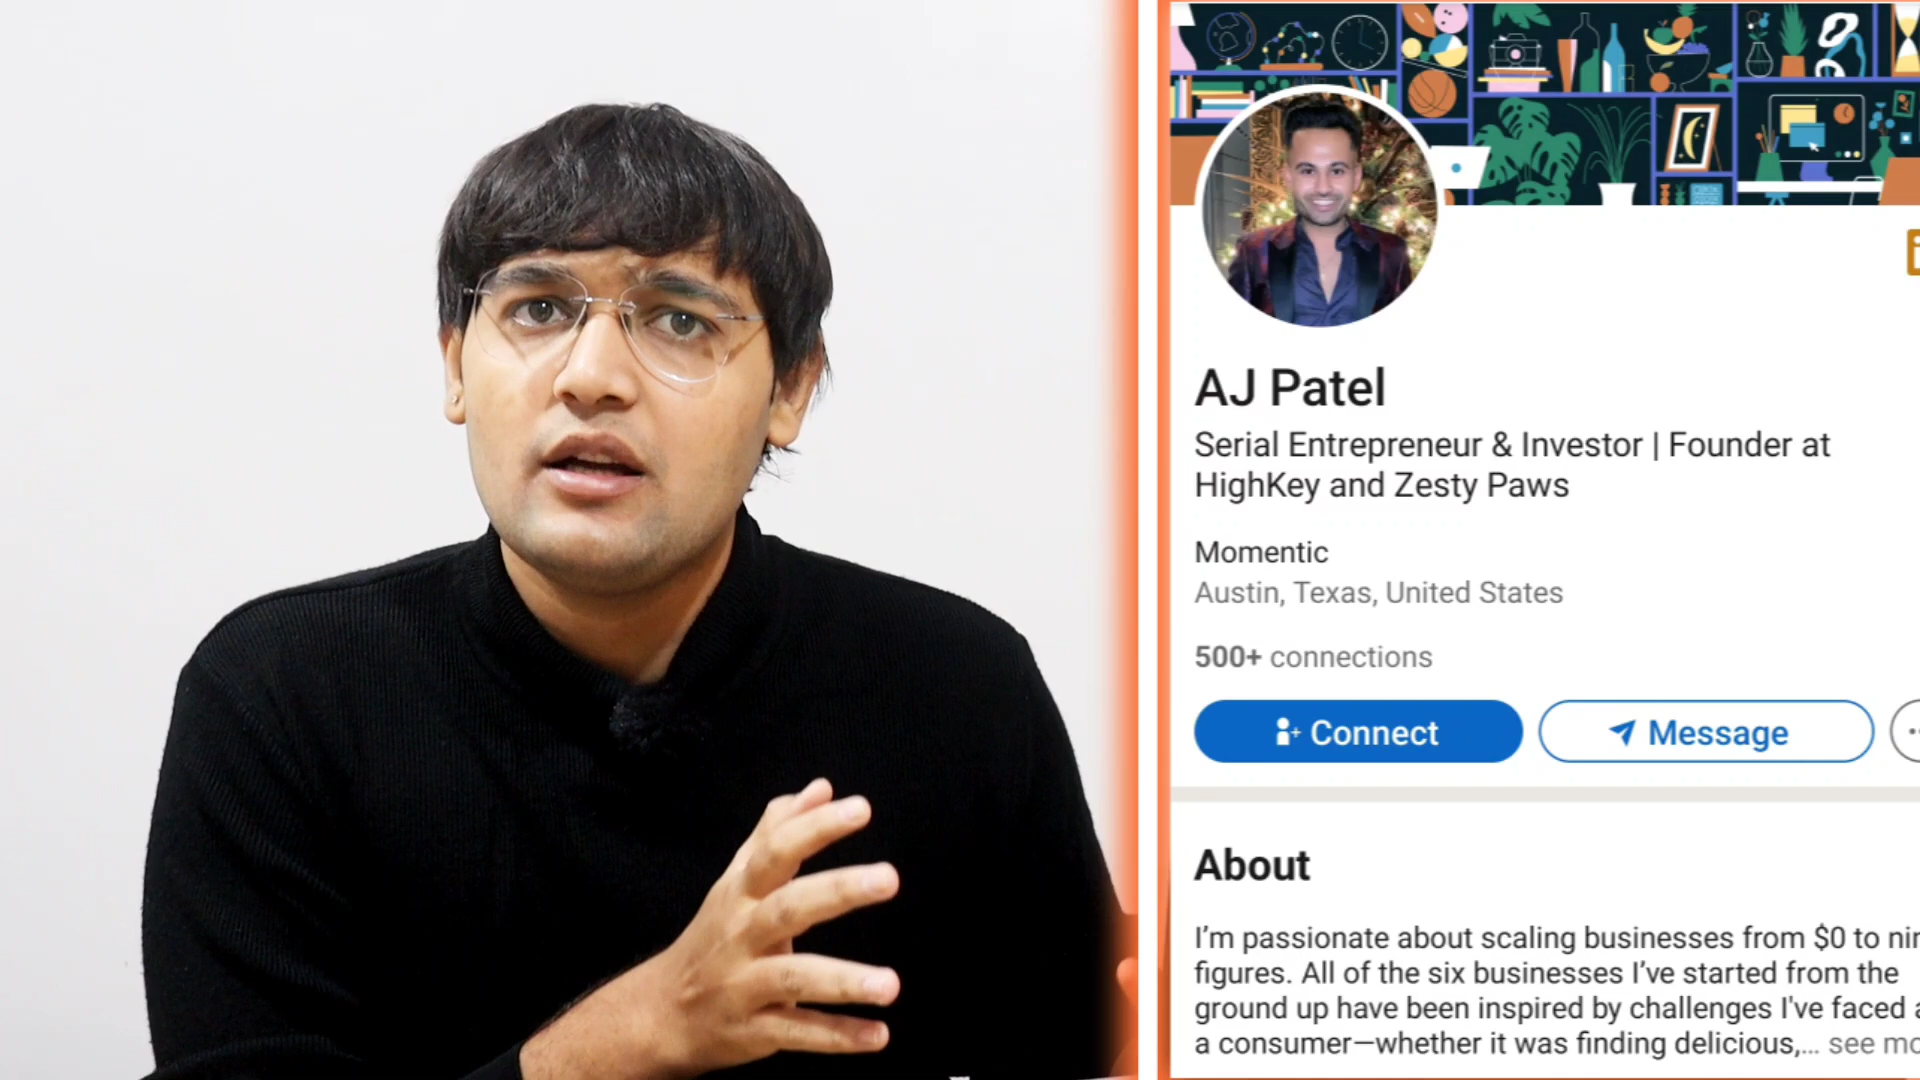 AJ Patel
Serial Entrepreneur & Investor | Founder at
HighKey and Zesty Paws
Momentic
Austin, Texas, United States
500+ connections
Connect
Message
About
I’m passionate about scaling businesses from $0 to
figures. All of the six businesses I’ve started from the
ground up have been inspired by challenges I've faced
a consumer—whether it was finding delicious,... see